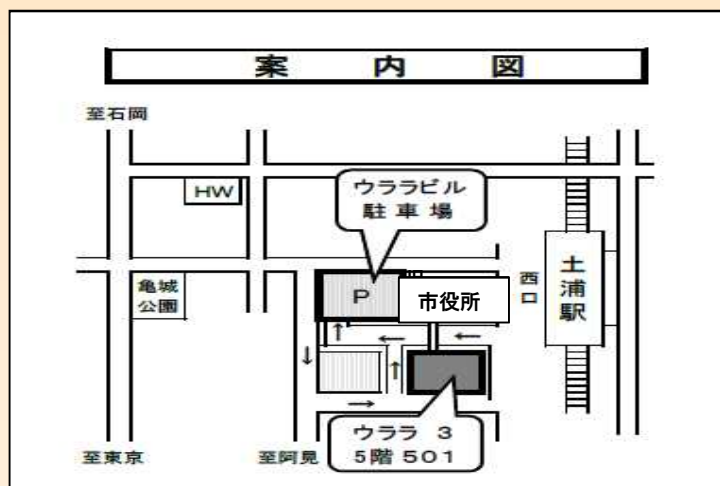 案内図
至石岡
HW
ウララビル
駐車場
亀城
公園
P
市役所
西口
土浦駅
ウララ 3
5階 501
至東京
至阿見